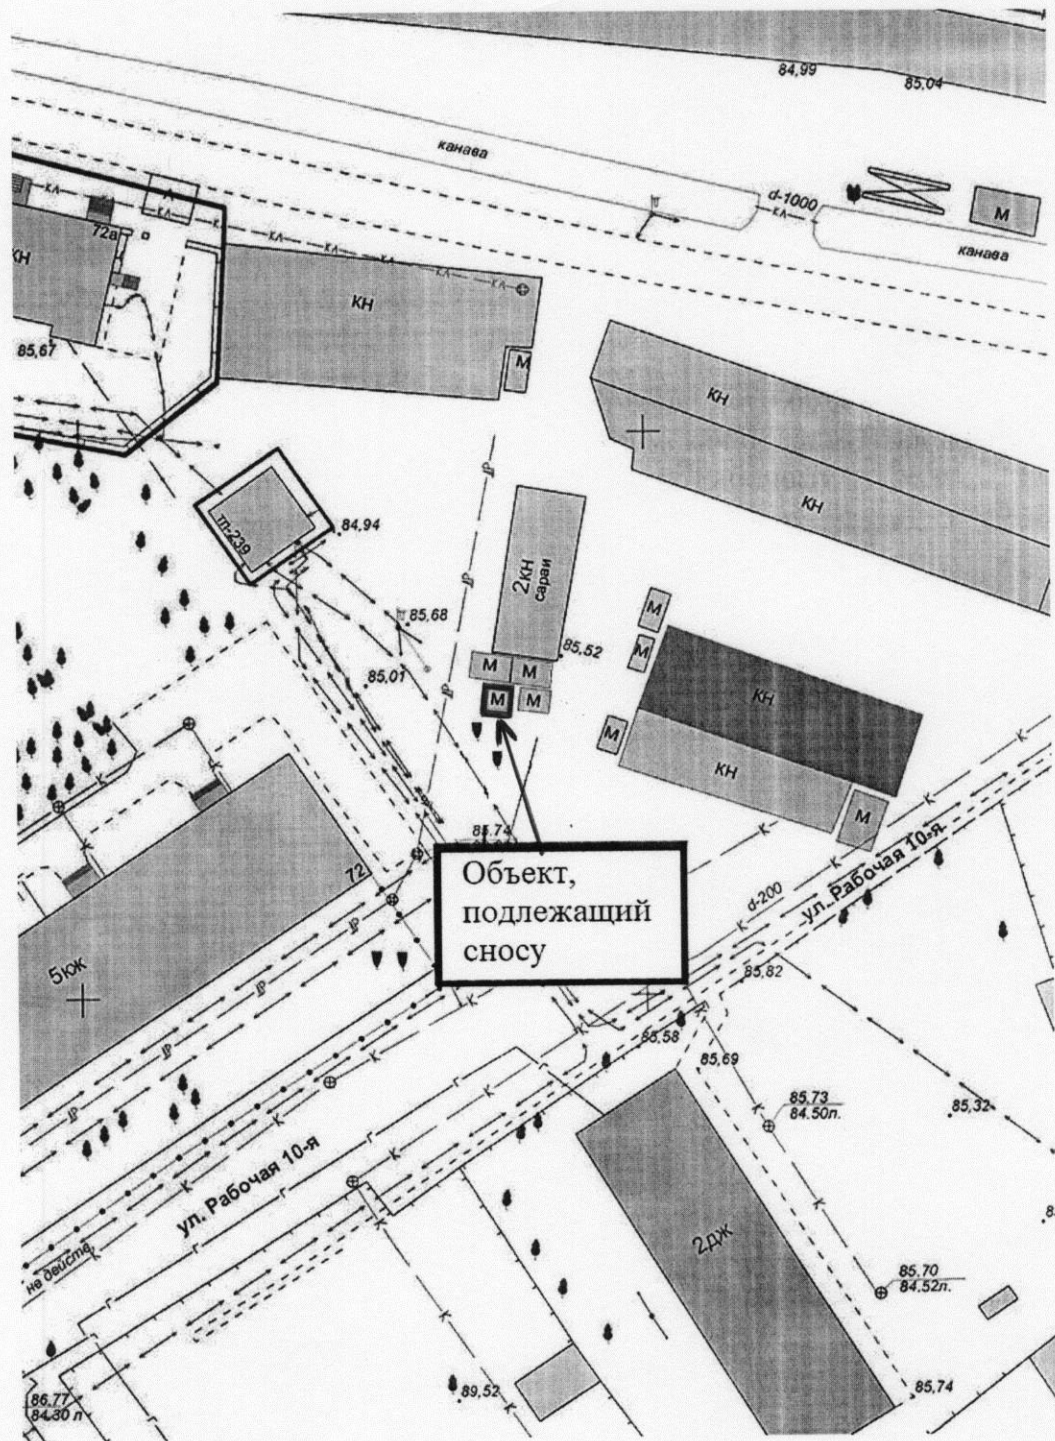 84,99
85,04
канава
d-1000
М
канава
72а
КН
КН
М
85,67
КН
КН
тп-239
84,94
2КН
сараи
85,68
85,52
85,01
М
М
М
М
М
М
М
КН
КН
М
85,74
72
5кж
Объект,
подлежащий
сносу
d-200
ул. Рабочая 10-я
85,82
85,58
85,69
85,73
84.50л.
85,32
ул. Рабочая 10-я
не действ
2дж
85,70
84,52л.
85,74
89,52
86,77
84.30 л